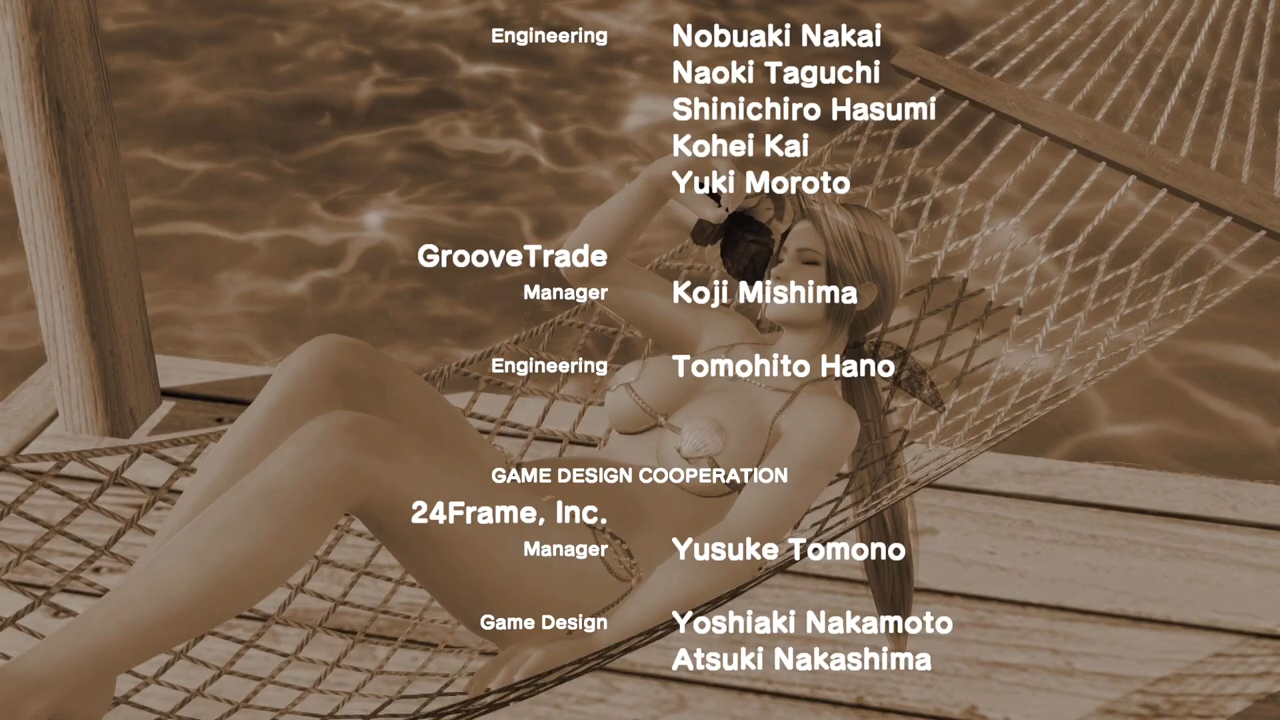 Engineering Nobuaki Nakai
Naoki Taguchi
Shinichiro Hasumi
Kohei Kai
Yuki Moroto
GrooveTrade
Manager Koji Mishima
Engineering Tomohito Hano
GAME DESIGN COOPERATION
24Frame, Inc.
Manager Yusuke Tomono
Game Design Yoshiaki Nakamoto
Atsuki Nakashima